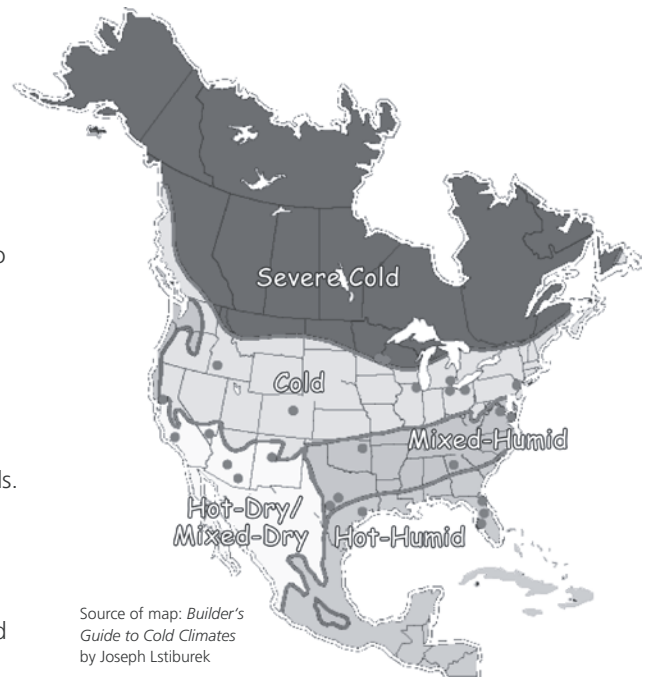 Severe Cold
Cold
Mixed-Humid
Hot-Dry/
Mixed-Dry
Hot-Humid
ls.
Source of map: Builder's
Guide to Cold Climates
by Joseph Lstiburek